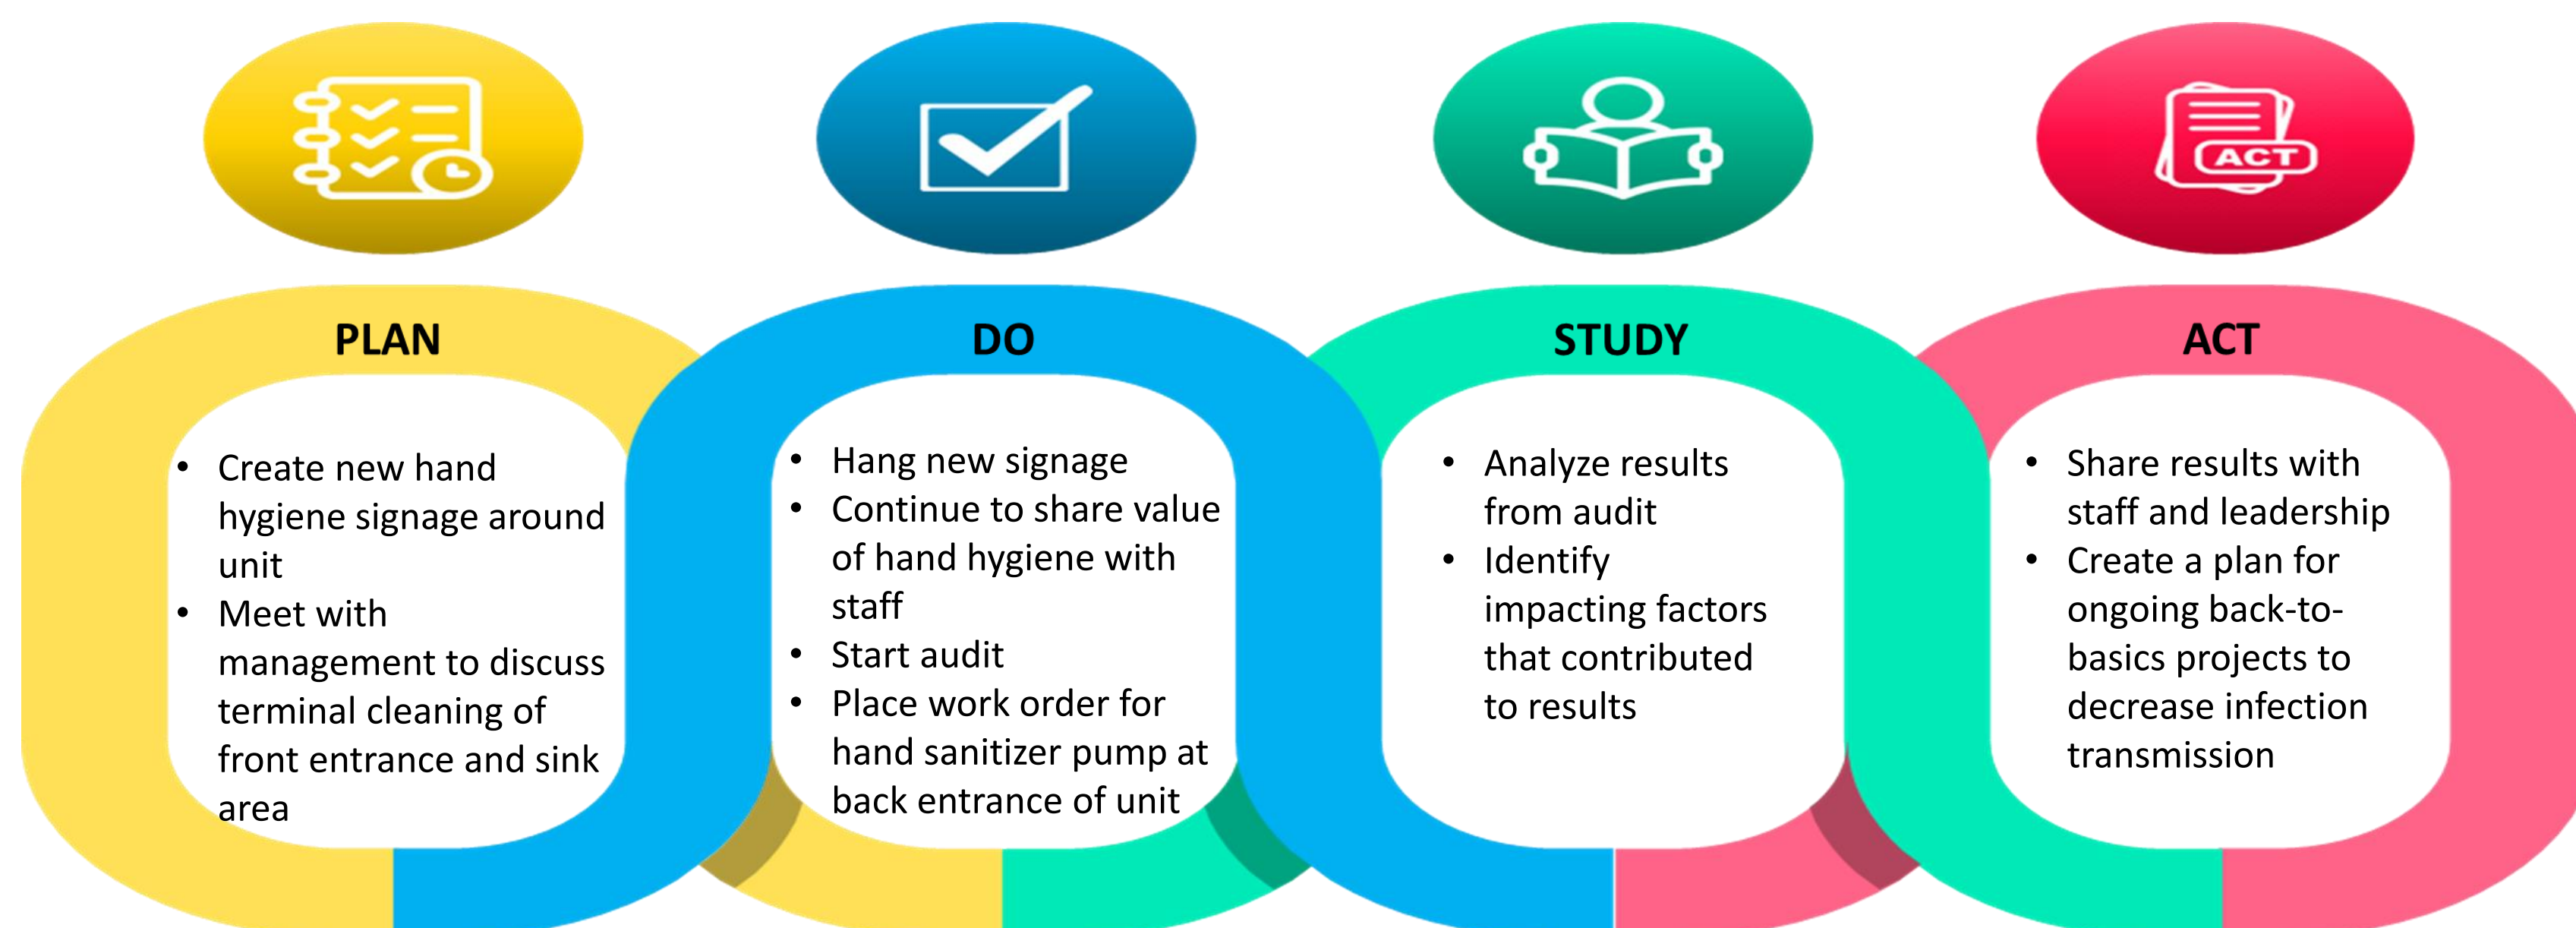 ACT
PLAN
• Create new hand
hygiene signage around
unit
• Meet with
management to discuss
terminal cleaning of
front entrance and sink
area
DO
• Hang new signage
• Continue to share value
of hand hygiene with
staff
• Start audit
• Place work order for
hand sanitizer pump at
back entrance of unit
STUDY
• Analyze results
from audit
• Identify
impacting factors
that contributed
to results
ACT
• Share results with
staff and leadership
• Create a plan for
ongoing back-to-
basics projects to
decrease infection
transmission